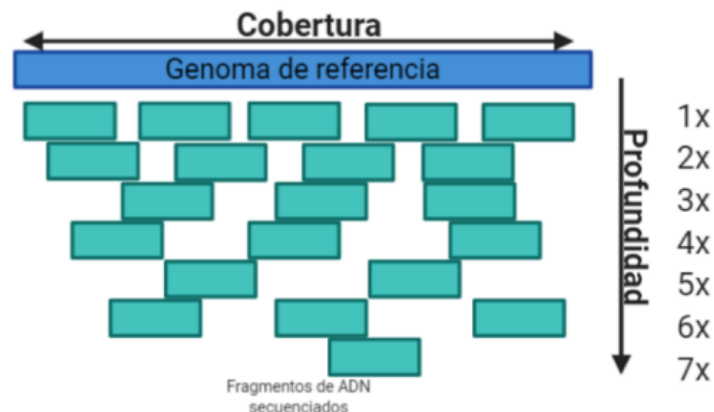 Cobertura
Genoma de referencia
Profundidad
1x
2x
3x
4x
5x
6x
7x
Fragmentos de ADN
secuenciados